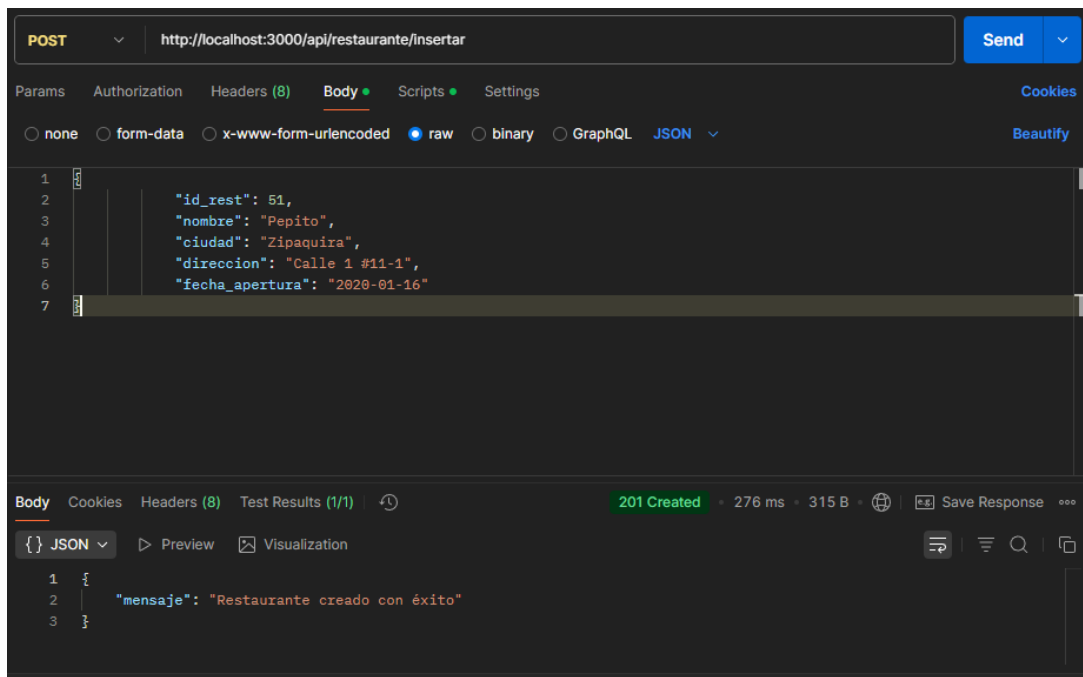 POST http://localhost:3000/api/restaurante/insertar Send
Params Authorization Headers (8) Body Scripts Settings Cookies
none form-data x-www-form-urlencoded raw binary GraphQL JSON Beautify
1 {
2 "id_rest": 51,
3 "nombre": "Pepito",
4 "ciudad": "Zipaquira",
5 "direccion": "Calle 1 #11-1",
6 "fecha_apertura": "2020-01-16"
7 }
Body Cookies Headers (8) Test Results (1/1) 201 Created • 276 ms • 315 B • e.g. Save Response
{} JSON Preview Visualization
1 {
2 "mensaje": "Restaurante creado con éxito"
3 }